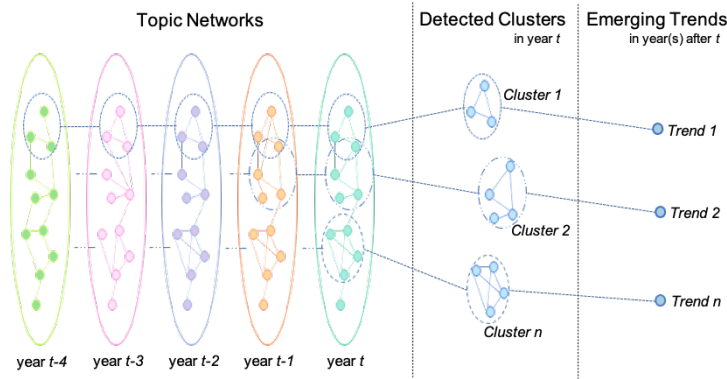 Topic Networks
Detected Clusters
in year t
Emerging Trends
in year(s) after t
Cluster 1
Trend 1
Cluster 2
Trend 2
Cluster n
Trend n
year t-4
year t-3
year t-2
year t-1
year t